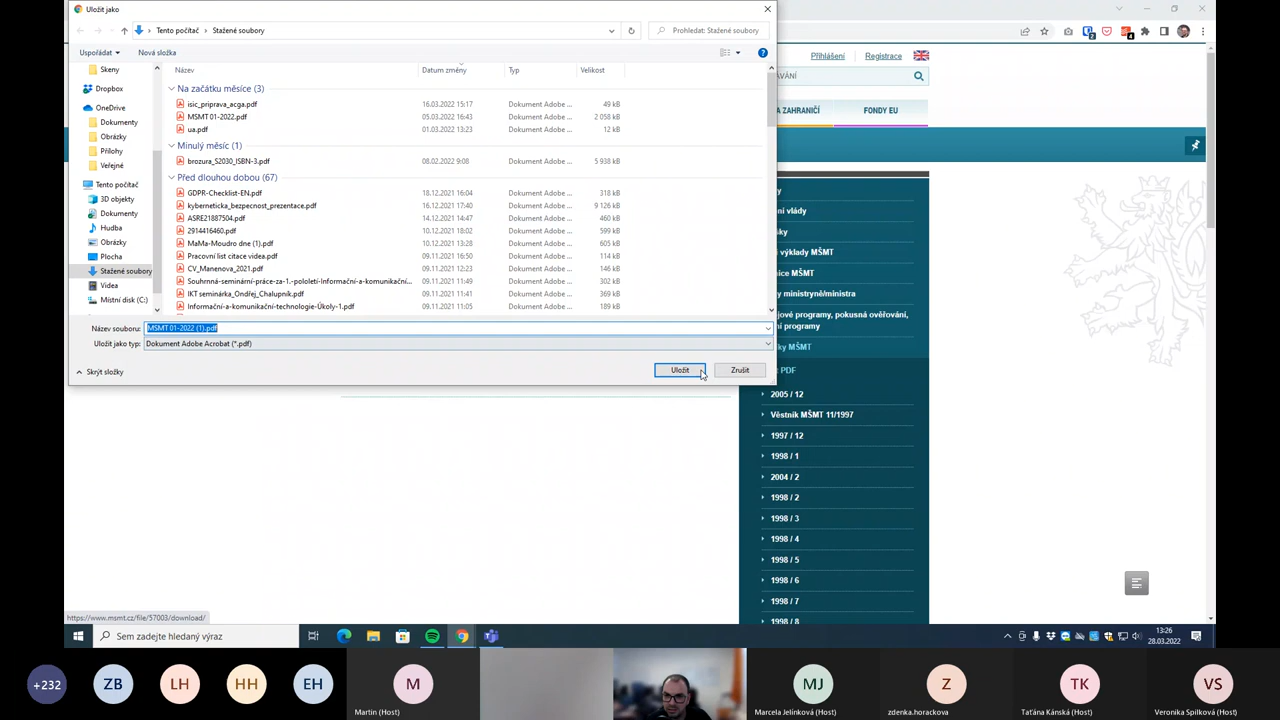 Uložit jako
Tento počítač
Stažené soubory
Prohledat: Stažené soubory
Uspořádat
Nová složka
Název
Datum změny
Typ
Velikost
Skeny
Dropbox
OneDrive
Dokumenty
Obrázky
Přílohy
Veřejné
Tento počítač
3D objekty
Dokumenty
Hudba
Obrázky
Plocha
Stažené soubory
Videa
Místní disk (C:)
Na začátku měsíce (3)
isic_priprava_acga.pdf 16.03.2022 15:17 Dokument Adobe ... 49 kB
MSMT 01-2022.pdf 05.03.2022 16:43 Dokument Adobe ... 2 058 kB
ua.pdf 01.03.2022 13:23 Dokument Adobe ... 12 kB
Minulý měsíc (1)
brozura_S2030_ISBN-3.pdf 08.02.2022 9:08 Dokument Adobe ... 5 938 kB
Před dlouhou dobou (67)
GDPR-Checklist-EN.pdf 18.12.2021 16:04 Dokument Adobe ... 318 kB
kyberneticka_bezpecnost_prezentace.pdf 16.12.2021 17:40 Dokument Adobe ... 9 126 kB
ASRE21887504.pdf 14.12.2021 14:47 Dokument Adobe ... 460 kB
2914416460.pdf 10.12.2021 18:02 Dokument Adobe ... 599 kB
MaMa-Moudro dne (1).pdf 10.12.2021 13:28 Dokument Adobe ... 605 kB
Pracovní list citace videa.pdf 09.11.2021 16:50 Dokument Adobe ... 114 kB
CV_Manenova_2021.pdf 09.11.2021 12:23 Dokument Adobe ... 146 kB
Souhrnná-seminární-práce-za-1.-pololetí-Informační-a-komunikační... 09.11.2021 11:49 Dokument Adobe ... 302 kB
IKT seminárka_Ondřej_Chalupník.pdf 09.11.2021 11:41 Dokument Adobe ... 369 kB
Informační-a-komunikační-technologie-Úkoly-1.pdf 09.11.2021 11:05 Dokument Adobe ... 189 kB
Název souboru: MSMT 01-2022 (1).pdf
Uložit jako typ: Dokument Adobe Acrobat (*.pdf)
Skrýt složky
Uložit
Zrušit
Přihlášení
Registrace
AVÁNÍ
A ZAHRANIČÍ
FONDY EU
y
ní vlády
ky
výklady MŠMT
nice MŠMT
y ministryně/ministra
jové programy, pokusná ověřování,
ní programy
ky MŠMT
PDF
2005 / 12
Věstník MŠMT 11/1997
1997 / 12
1998 / 1
2004 / 2
1998 / 2
1998 / 3
1998 / 4
1998 / 5
1998 / 6
1998 / 7
1998 / 8
https://www.msmt.cz/file/57003/download/
Sem zadejte hledaný výraz
13:26
28.03.2022
+232
ZB
LH
HH
EH
M
Martin (Host)
MJ
Marcela Jelínková (Host)
Z
zdenka.horackova
TK
Taťána Kánská (Host)
VS
Veronika Spilková (Host)